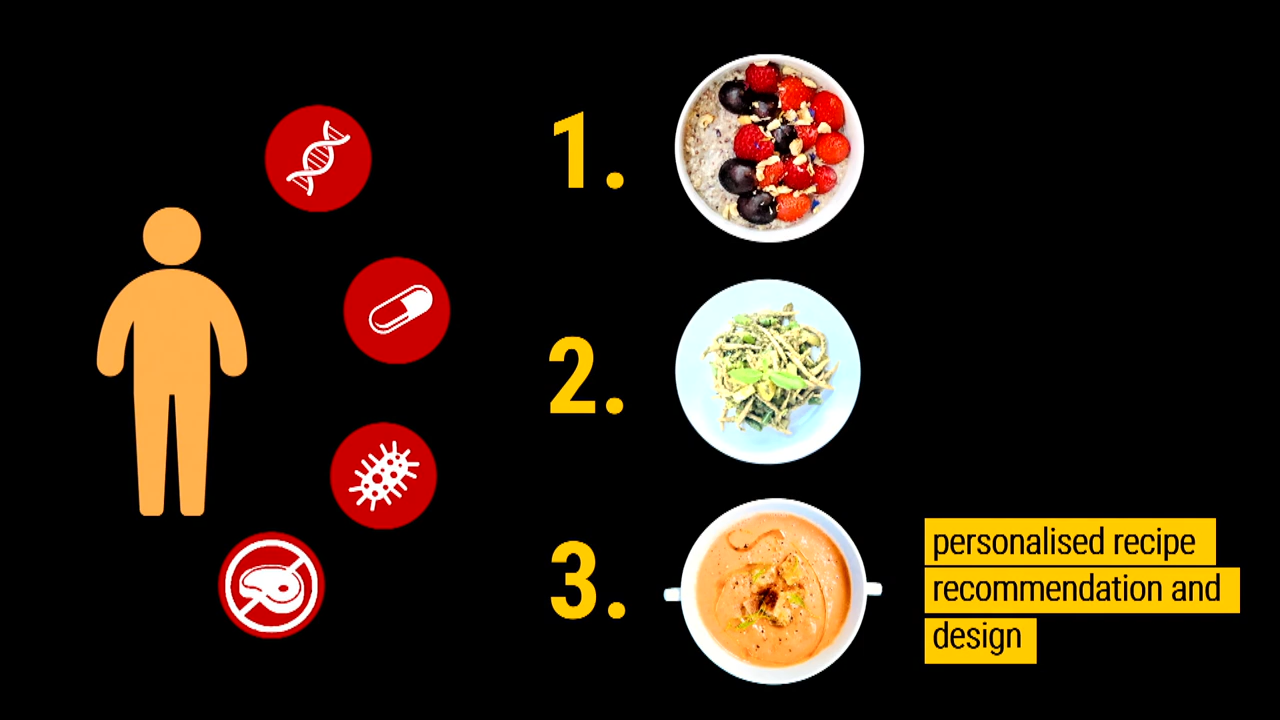 1.
2.
3.
personalised recipe
recommendation and
design